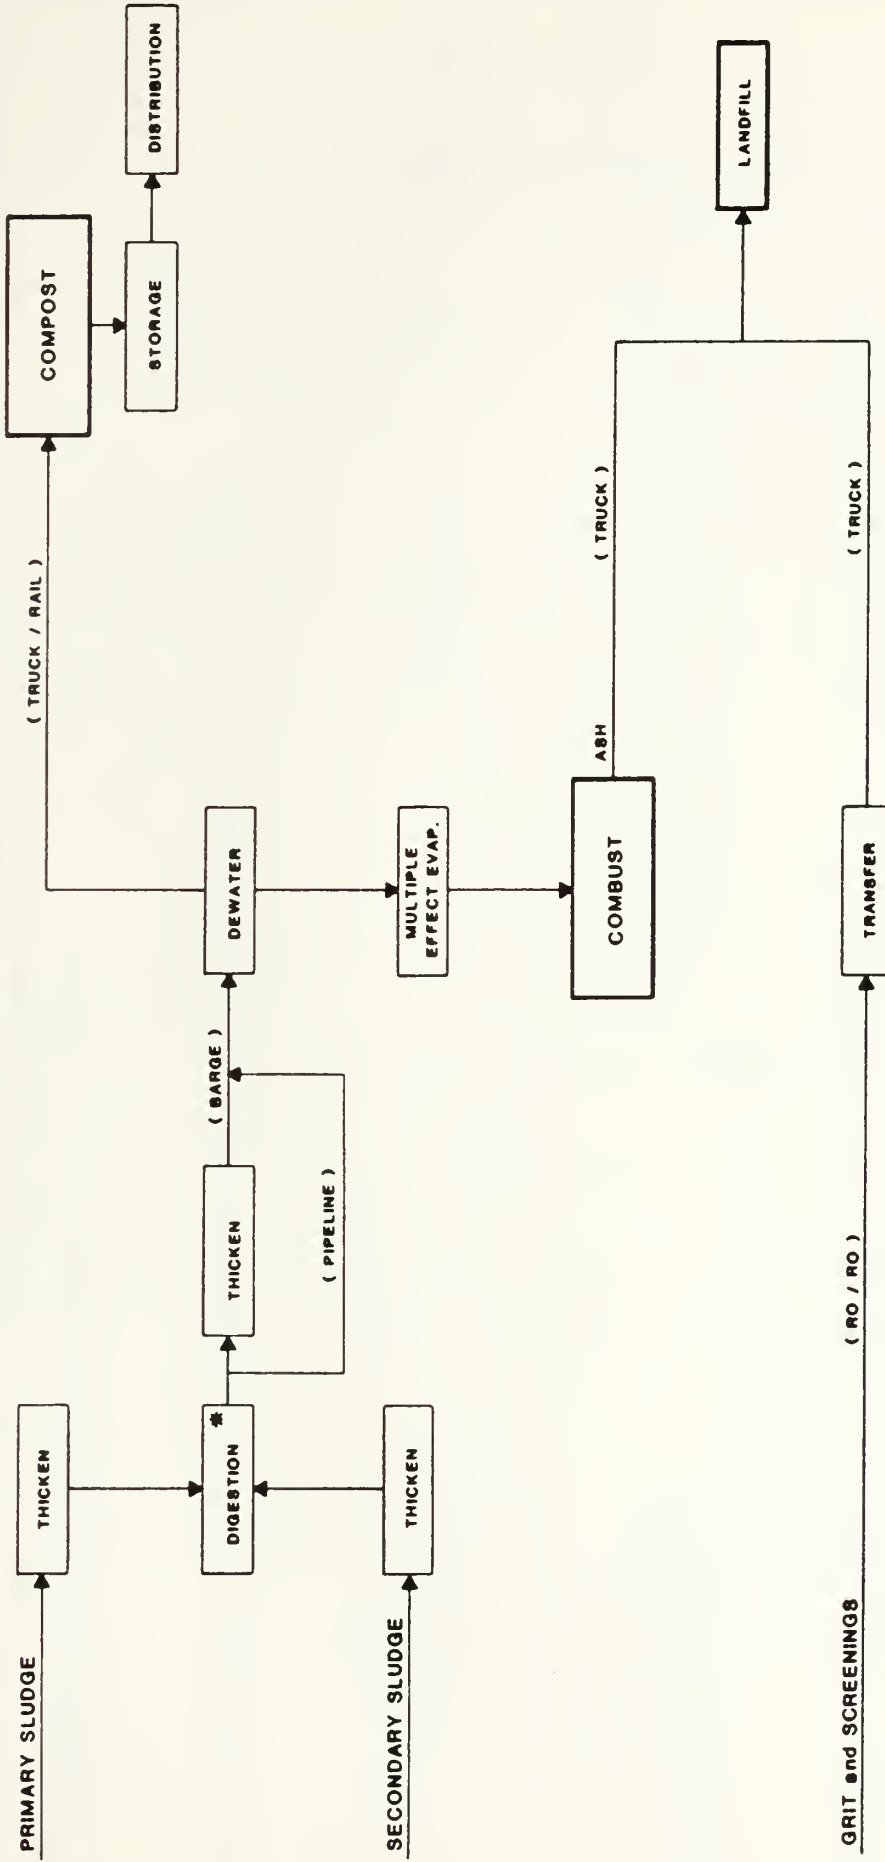 PRIMARY SLUDGE
THICKEN
DIGESTION *
SECONDARY SLUDGE
THICKEN
THICKEN
( BARGE )
( PIPELINE )
DEWATER
( TRUCK / RAIL )
COMPOST
STORAGE
DISTRIBUTION
MULTIPLE
EFFECT EVAP.
COMBUST
ASH
( TRUCK )
LANDFILL
GRIT and SCREENINGS
( RO / RO )
TRANSFER
( TRUCK )